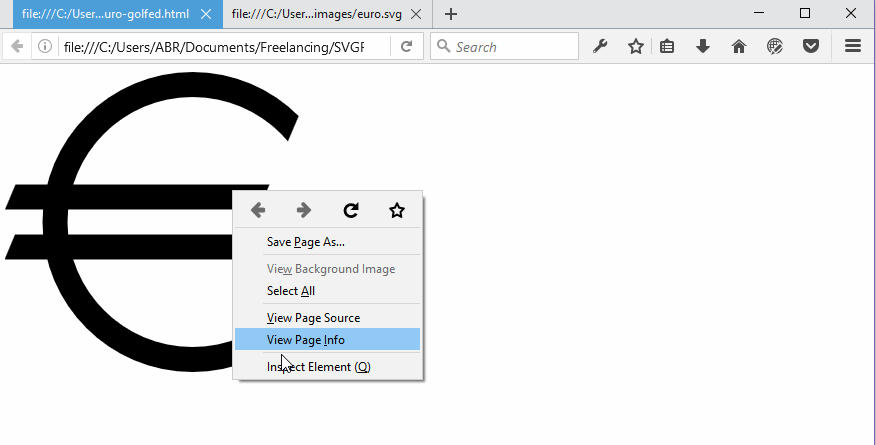 file:///C:/User...uro-golfed.html
file:///C:/User...images/euro.svg
file:///C:/Users/ABR/Documents/Freelancing/SVGF
Search
Save Page As...
View Background Image
Select All
View Page Source
View Page Info
Inspect Element (Q)